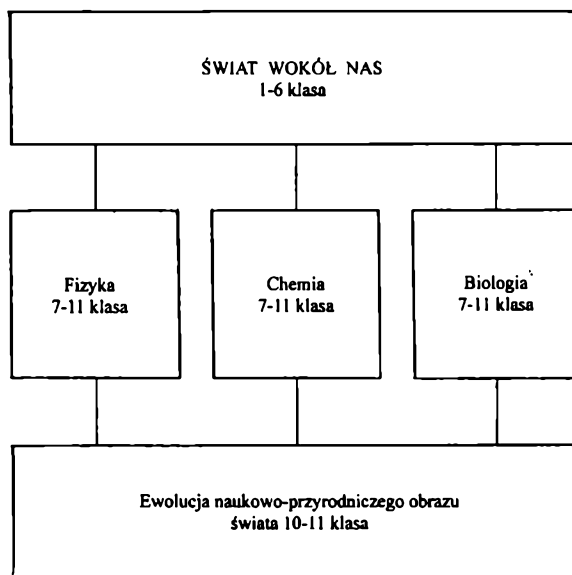 ŚWIAT WOKÓŁ NAS
1-6 klasa
Fizyka
7-11 klasa
Chemia
7-11 klasa
Biologia
7-11 klasa
Ewolucja naukowo-przyrodniczego obrazu
świata 10-11 klasa